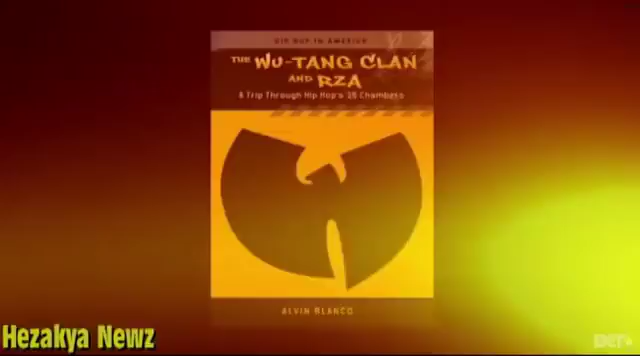 HIP HOP IN AMERICA
THE WU-TANG CLAN
AND RZA
A Trip Through Hip Hop's 36 Chambers
ALVIN BLANCO
Hezakya Newz
BET